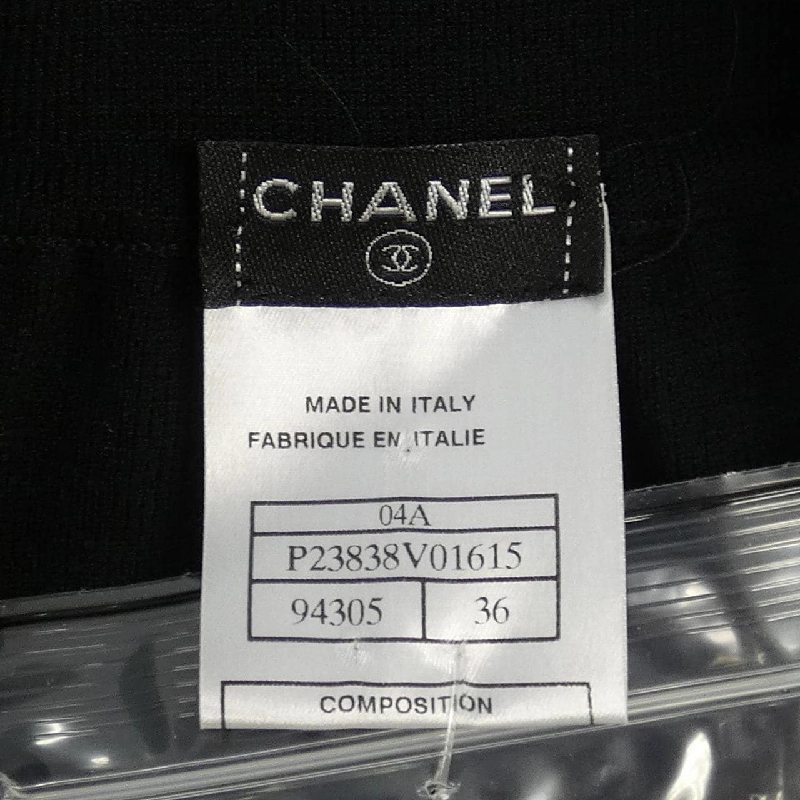 CHANEL
MADE IN ITALY
FABRIQUE EN ITALIE
04A
P23838V01615
94305 36
COMPOSITION